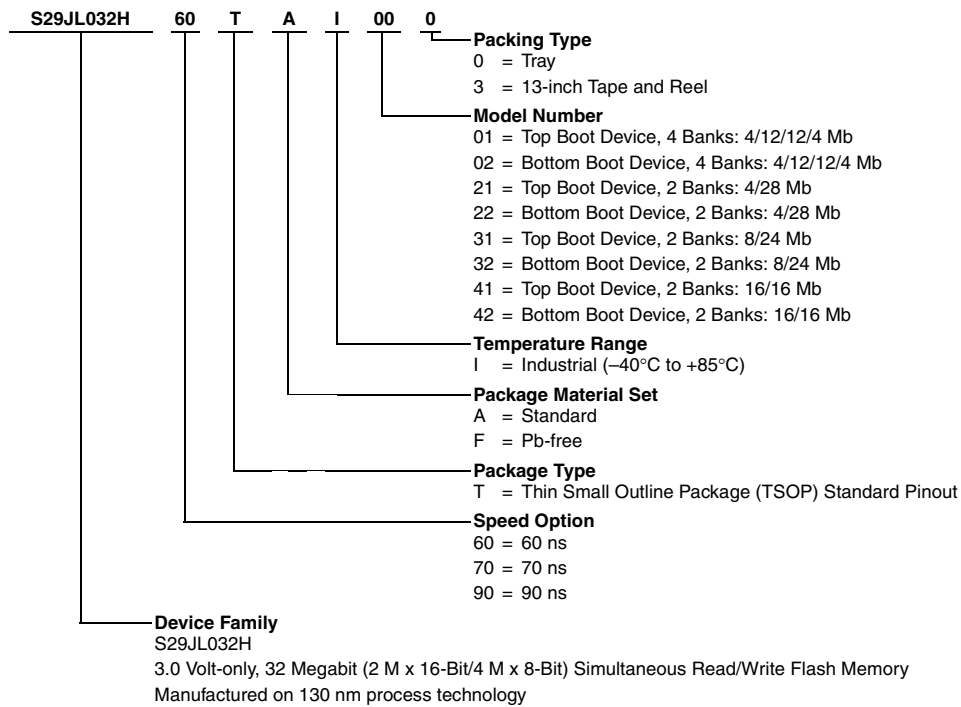 S29JL032H 60 T A I 00 0
Packing Type
0 = Tray
3 = 13-inch Tape and Reel
Model Number
01 = Top Boot Device, 4 Banks: 4/12/12/4 Mb
02 = Bottom Boot Device, 4 Banks: 4/12/12/4 Mb
21 = Top Boot Device, 2 Banks: 4/28 Mb
22 = Bottom Boot Device, 2 Banks: 4/28 Mb
31 = Top Boot Device, 2 Banks: 8/24 Mb
32 = Bottom Boot Device, 2 Banks: 8/24 Mb
41 = Top Boot Device, 2 Banks: 16/16 Mb
42 = Bottom Boot Device, 2 Banks: 16/16 Mb
Temperature Range
I = Industrial (–40°C to +85°C)
Package Material Set
A = Standard
F = Pb-free
Package Type
T = Thin Small Outline Package (TSOP) Standard Pinout
Speed Option
60 = 60 ns
70 = 70 ns
90 = 90 ns
Device Family
S29JL032H
3.0 Volt-only, 32 Megabit (2 M x 16-Bit/4 M x 8-Bit) Simultaneous Read/Write Flash Memory
Manufactured on 130 nm process technology